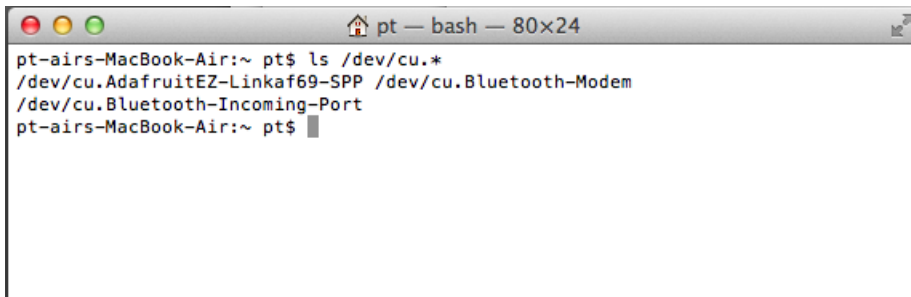 pt — bash — 80×24
pt-airs-MacBook-Air:~ pt$ ls /dev/cu.*
/dev/cu.AdafruitEZ-Linkaf69-SPP /dev/cu.Bluetooth-Modem
/dev/cu.Bluetooth-Incoming-Port
pt-airs-MacBook-Air:~ pt$